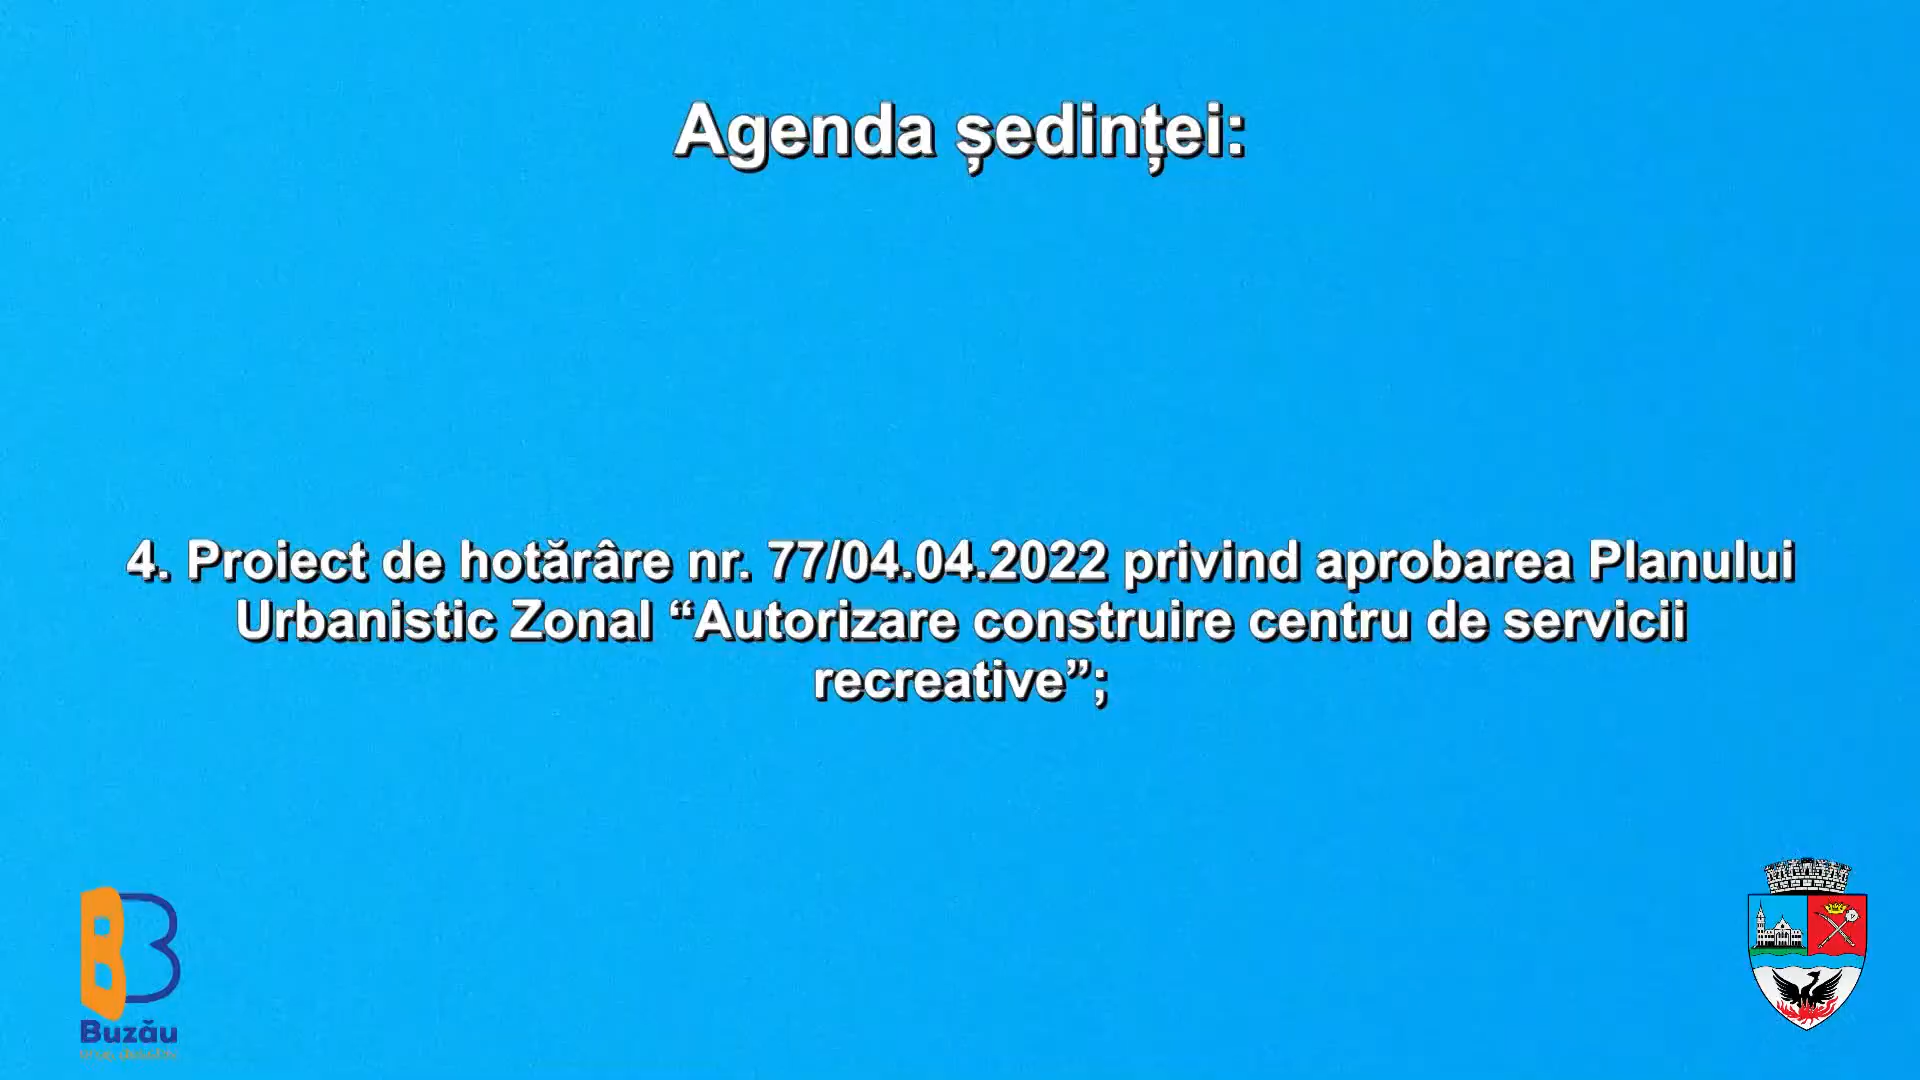 Agenda ședinței:
4. Proiect de hotărâre nr. 77/04.04.2022 privind aprobarea Planului
Urbanistic Zonal “Autorizare construire centru de servicii
recreative”;
Buzău